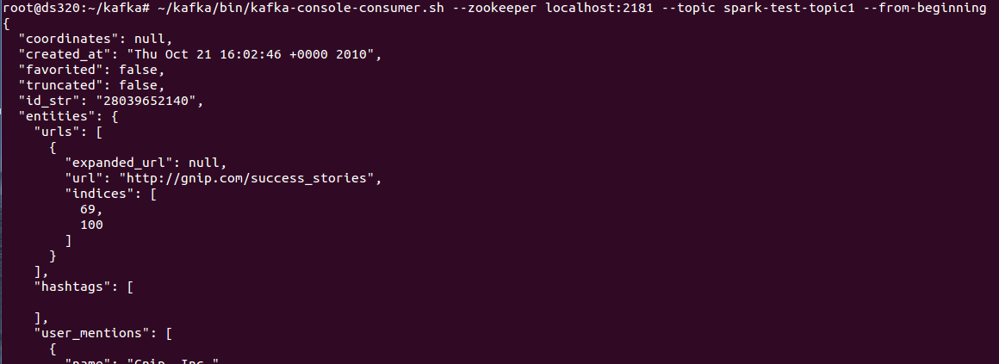 root@ds320:~/kafka# ~/kafka/bin/kafka-console-consumer.sh --zookeeper localhost:2181 --topic spark-test-topic1 --from-beginning
{
  "coordinates": null,
  "created_at": "Thu Oct 21 16:02:46 +0000 2010",
  "favorited": false,
  "truncated": false,
  "id_str": "28039652140",
  "entities": {
    "urls": [
      {
        "expanded_url": null,
        "url": "http://gnip.com/success_stories",
        "indices": [
          69,
          100
        ]
      }
    ],
    "hashtags": [

    ],
    "user_mentions": [
      {
        "name": "Gnip, Inc."